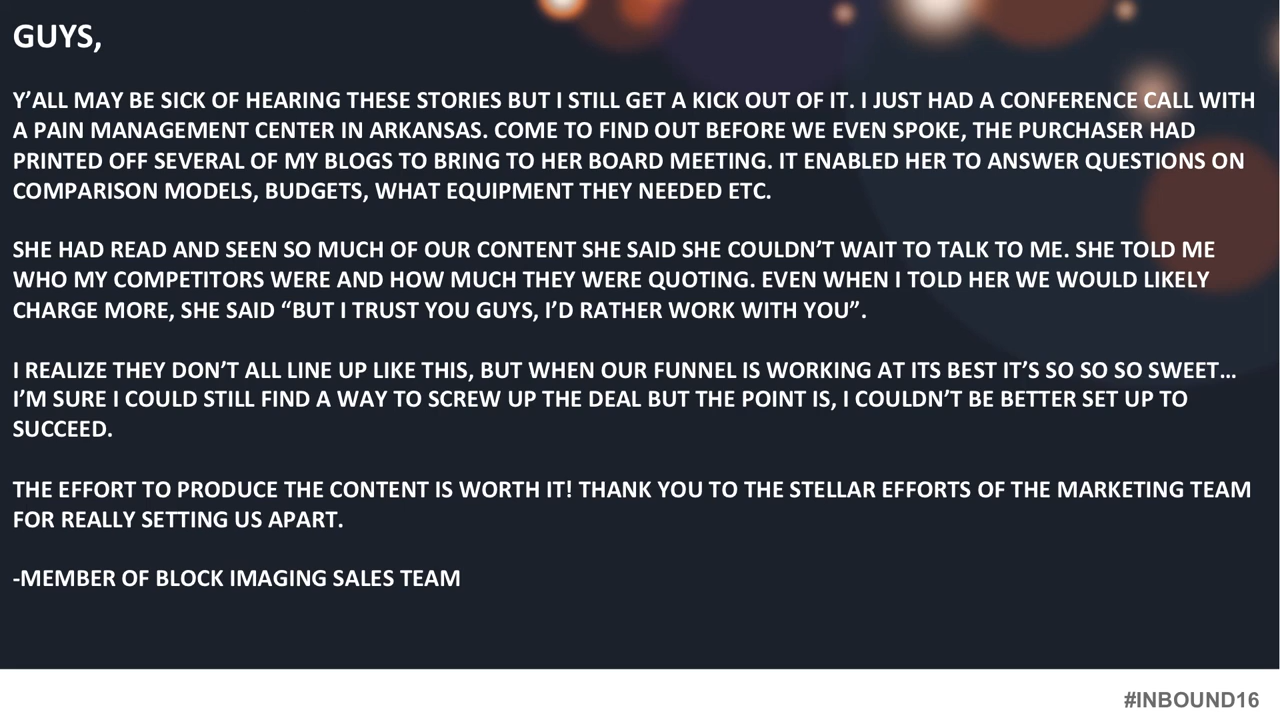 GUYS,
Y’ALL MAY BE SICK OF HEARING THESE STORIES BUT I STILL GET A KICK OUT OF IT. I JUST HAD A CONFERENCE CALL WITH
A PAIN MANAGEMENT CENTER IN ARKANSAS. COME TO FIND OUT BEFORE WE EVEN SPOKE, THE PURCHASER HAD
PRINTED OFF SEVERAL OF MY BLOGS TO BRING TO HER BOARD MEETING. IT ENABLED HER TO ANSWER QUESTIONS ON
COMPARISON MODELS, BUDGETS, WHAT EQUIPMENT THEY NEEDED ETC.
SHE HAD READ AND SEEN SO MUCH OF OUR CONTENT SHE SAID SHE COULDN’T WAIT TO TALK TO ME. SHE TOLD ME
WHO MY COMPETITORS WERE AND HOW MUCH THEY WERE QUOTING. EVEN WHEN I TOLD HER WE WOULD LIKELY
CHARGE MORE, SHE SAID “BUT I TRUST YOU GUYS, I’D RATHER WORK WITH YOU”.
I REALIZE THEY DON’T ALL LINE UP LIKE THIS, BUT WHEN OUR FUNNEL IS WORKING AT ITS BEST IT’S SO SO SO SWEET…
I’M SURE I COULD STILL FIND A WAY TO SCREW UP THE DEAL BUT THE POINT IS, I COULDN’T BE BETTER SET UP TO
SUCCEED.
THE EFFORT TO PRODUCE THE CONTENT IS WORTH IT! THANK YOU TO THE STELLAR EFFORTS OF THE MARKETING TEAM
FOR REALLY SETTING US APART.
-MEMBER OF BLOCK IMAGING SALES TEAM
#INBOUND16